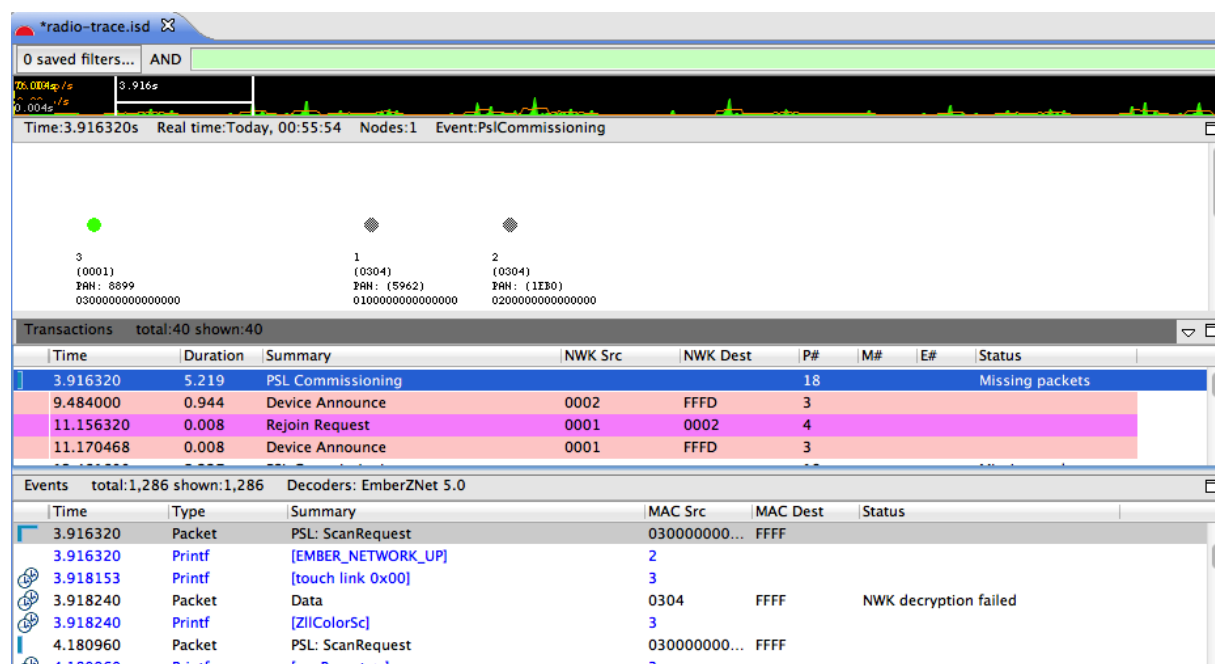 *radio-trace.isd
0 saved filters... AND
3.916s
0.004s
Time:3.916320s Real time:Today, 00:55:54 Nodes:1 Event:PslCommissioning
3 1 2
(0001) (0304) (0304)
PAN: 8899 PAN: (5962) PAN: (1EB0)
0300000000000000 0100000000000000 0200000000000000
Transactions total:40 shown:40
Time Duration Summary NWK Src NWK Dest P# M# E# Status
3.916320 5.219 PSL Commissioning 18 Missing packets
9.484000 0.944 Device Announce 0002 FFFD 3
11.156320 0.008 Rejoin Request 0001 0002 4
11.170468 0.008 Device Announce 0001 FFFD 3
Events total:1,286 shown:1,286 Decoders: EmberZNet 5.0
Time Type Summary MAC Src MAC Dest Status
3.916320 Packet PSL: ScanRequest 030000000... FFFF
3.916320 Printf [EMBER_NETWORK_UP] 2
3.918153 Printf [touch link 0x00] 3
3.918240 Packet Data 0304 FFFF NWK decryption failed
3.918240 Printf [ZllColorSc] 3
4.180960 Packet PSL: ScanRequest 030000000... FFFF